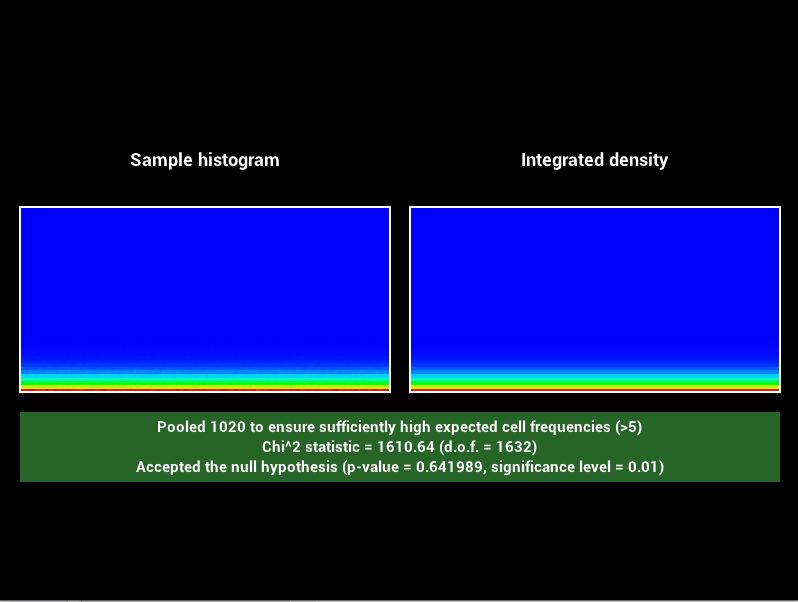 Sample histogram
Integrated density
Pooled 1020 to ensure sufficiently high expected cell frequencies (>5)
Chi^2 statistic = 1610.64 (d.o.f. = 1632)
Accepted the null hypothesis (p-value = 0.641989, significance level = 0.01)